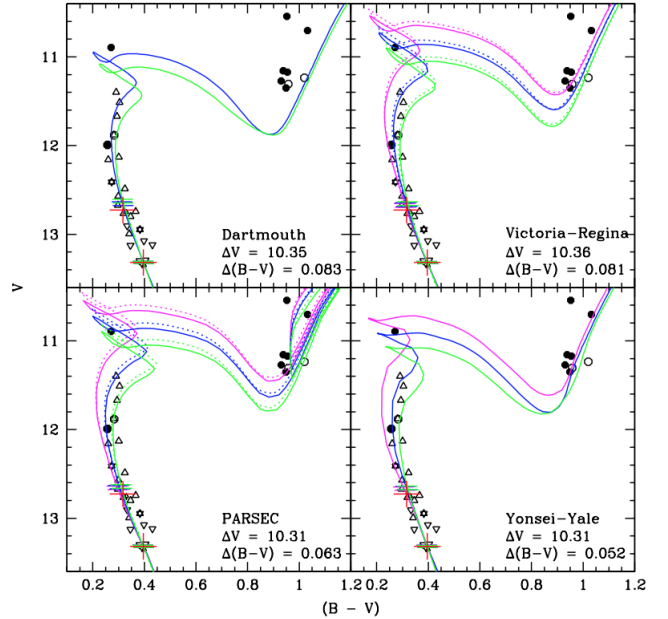 11
12
13
V
Dartmouth
ΔV = 10.35
Δ(B-V) = 0.083
Victoria-Regina
ΔV = 10.36
Δ(B-V) = 0.081
11
12
13
PARSEC
ΔV = 10.31
Δ(B-V) = 0.063
Yonsei-Yale
ΔV = 10.31
Δ(B-V) = 0.052
0.2 0.4 0.6 0.8 1 1.2 0.2 0.4 0.6 0.8 1 1.2
(B - V)